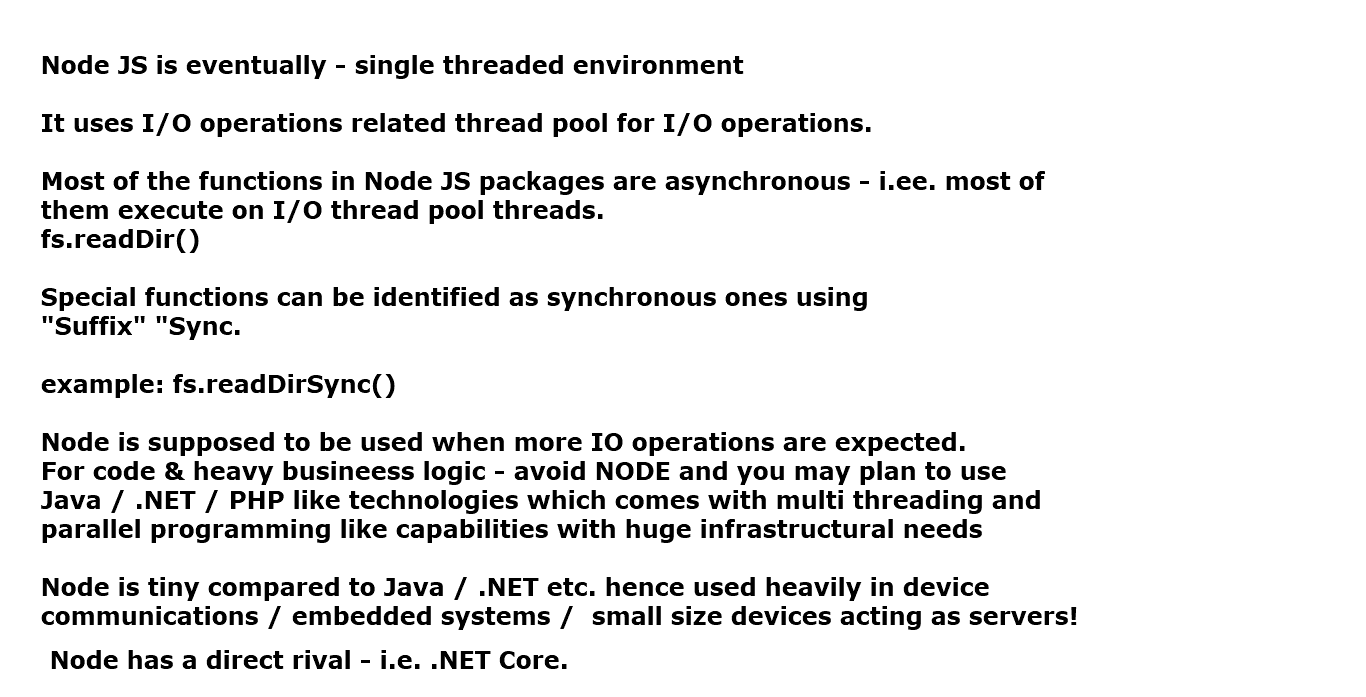 Node JS is eventually - single threaded environment
It uses I/O operations related thread pool for I/O operations.
Most of the functions in Node JS packages are asynchronous - i.ee. most of
them execute on I/O thread pool threads.
fs.readDir()
Special functions can be identified as synchronous ones using
"Suffix" "Sync.
example: fs.readDirSync()
Node is supposed to be used when more IO operations are expected.
For code & heavy busineess logic - avoid NODE and you may plan to use
Java / .NET / PHP like technologies which comes with multi threading and
parallel programming like capabilities with huge infrastructural needs
Node is tiny compared to Java / .NET etc. hence used heavily in device
communications / embedded systems /  small size devices acting as servers!
Node has a direct rival - i.e. .NET Core.